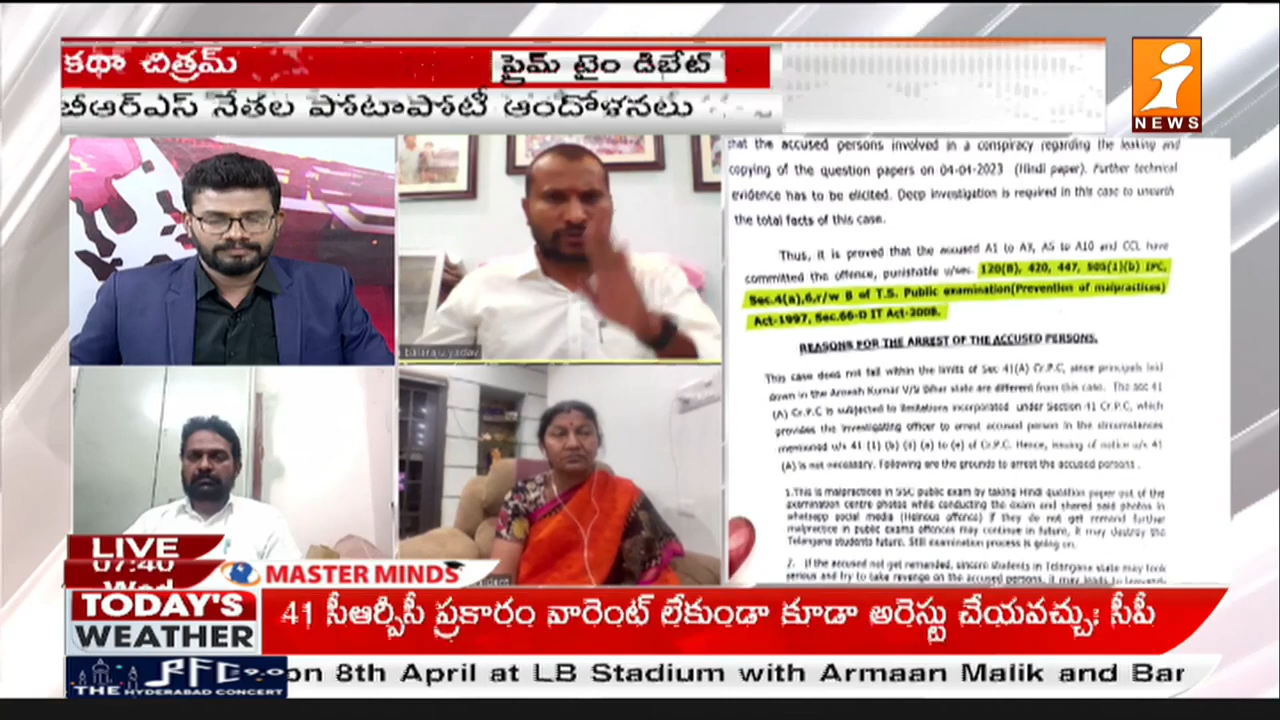 కథా చిత్రమ్
ప్రైమ్ టైం డిబేట్
బీఆర్ఎస్ నేతల పోటాపోటీ ఆందోళనలు
i
NEWS
that the accused persons involved in a conspiracy regarding the leaking and
copying of the question papers on 04-04-2023 (Hindi paper). Further technical
evidence has to be elicited. Deep investigation is required in this case to unearth
the total facts of this case.
Thus, it is proved that the accused A1 to A3, A5 to A10 and CCL have
committed the offence, punishable u/sec. 120(B), 420, 447, 505(1)(b) IPC,
Sec.4(a),6,r/w 8 of T.S. Public examination(Prevention of malpractices)
Act-1997, Sec.66-D IT Act-2008.
REASONS FOR THE ARREST OF THE ACCUSED PERSONS.
This case does not fall within the limits of Sec 41(A) Cr.P.C, since principals laid
down in the Arnesh Kumar V/s Bihar state are different from this case. The sec 41
(A) Cr.P.C is subjected to limitations incorporated under Section 41 Cr.P.C, which
provides the investigating officer to arrest accused person in the circumstances
mentioned u/s 41 (1) (b) (i) (a) to (e) of Cr.P.C. Hence, issuing of notice u/s 41
(A) is not necessary. Following are the grounds to arrest the accused persons .
1.This is malpractices in SSC public exam by taking Hindi question paper out of the
examination centre photos while conducting the exam and shared said photos in
whatsapp social media (Heinous offence) if they do not get remand further
malpractice in public exams offences may continue in future, it may destroy the
Telangana students future. Still examination process is going on.
2. If the accused not get remanded, sincere students in Telangana state may took
serious and try to take revenge on the accused persons, it may leads to
balaraju yadav
LIVE
07:40
Wed
MASTER MINDS
TODAY'S
WEATHER
41 సీఆర్పీసీ ప్రకారం వారెంట్ లేకుండా కూడా అరెస్టు చేయవచ్చు: సీపీ
THE HYDERABAD CONCERT
on 8th April at LB Stadium with Armaan Malik and Bar